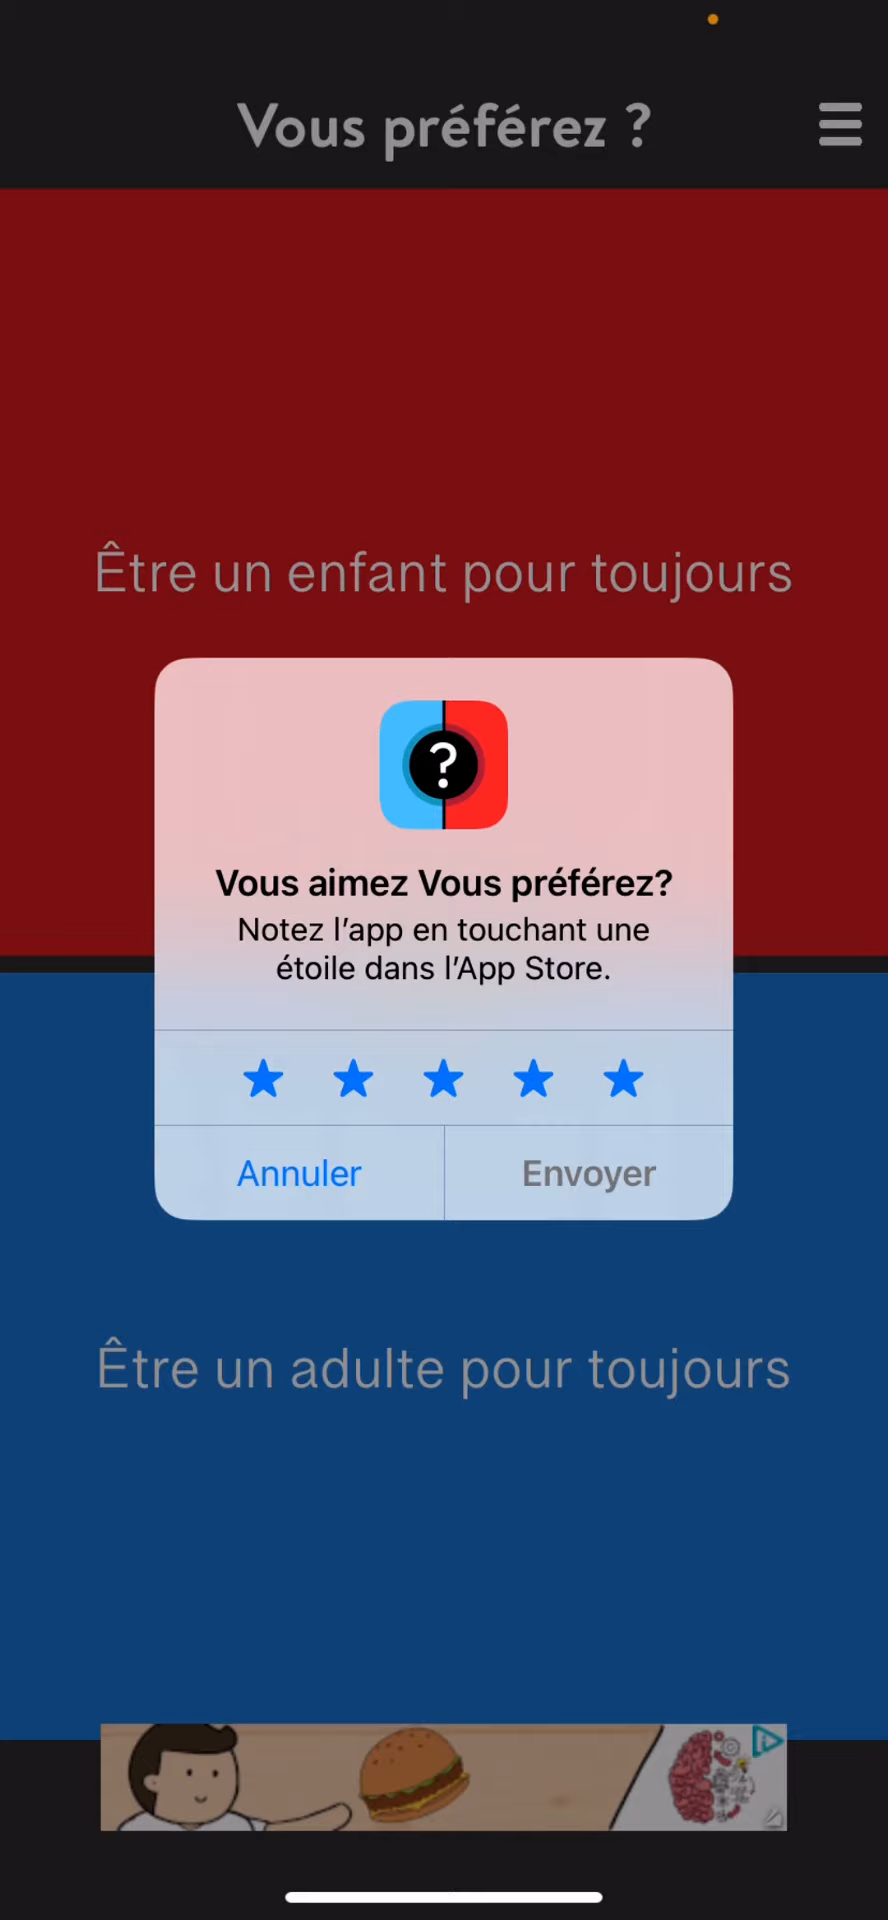 Vous préférez ?
Être un enfant pour toujours
?
Vous aimez Vous préférez?
Notez l’app en touchant une
étoile dans l’App Store.
Annuler
Envoyer
Être un adulte pour toujours